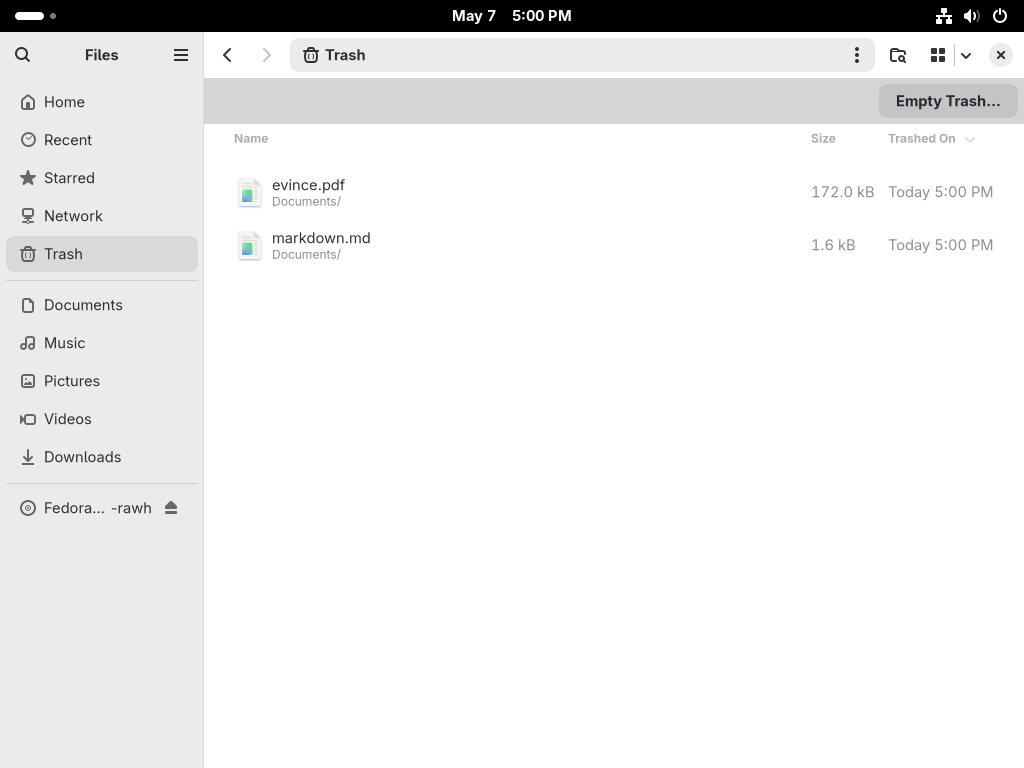 May 7 5:00 PM
Files
Trash
Empty Trash...
Home
Recent
Starred
Network
Trash
Documents
Music
Pictures
Videos
Downloads
Fedora... -rawh
Name Size Trashed On
evince.pdf 172.0 kB Today 5:00 PM
Documents/
markdown.md 1.6 kB Today 5:00 PM
Documents/